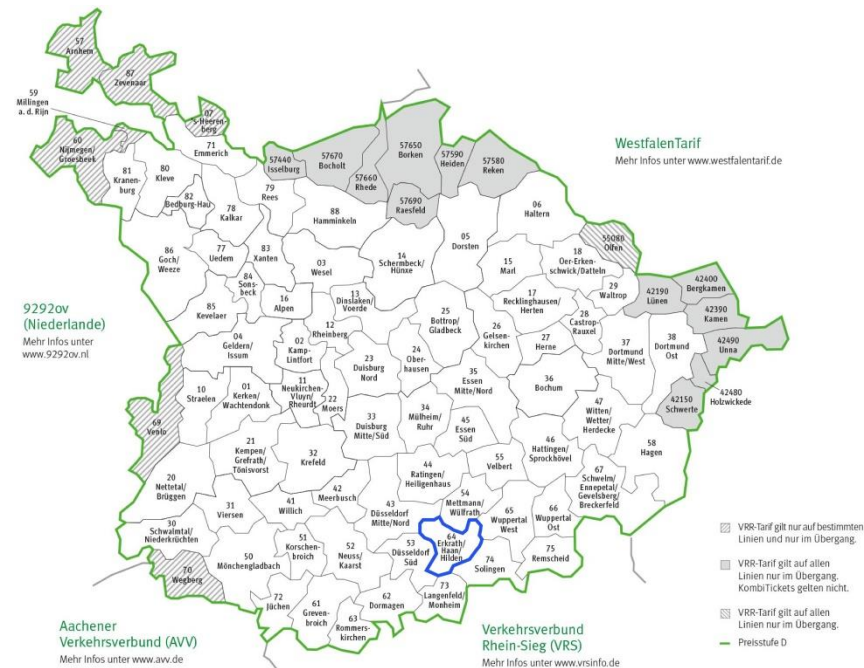 57
Arnhem
87
Zevenaar
59
Millingen
a. d. Rijn
07
's-Heeren-
berg
60
Nijmegen/
Groesbeek
71
Emmerich
81
Kranen-
burg
80
Kleve
82
Bedburg-Hau
79
Rees
78
Kalkar
57440
Isselburg
57670
Bocholt
57660
Rhede
57650
Borken
57590
Heiden
57580
Reken
57690
Raesfeld
WestfalenTarif
Mehr Infos unter www.westfalentarif.de
88
Hamminkeln
06
Haltern
05
Dorsten
55080
Olfen
86
Goch/
Weeze
77
Uedem
83
Xanten
03
Wesel
14
Schermbeck/
Hünxe
15
Marl
18
Oer-Erken-
schwick/Datteln
84
Sons-
beck
29
Waltrop
42190
Lünen
42400
Bergkamen
42390
Kamen
42490
Unna
42480
Holzwickede
42150
Schwerte
9292ov
(Niederlande)
Mehr Infos unter
www.9292ov.nl
85
Kevelaer
16
Alpen
13
Dinslaken/
Voerde
17
Recklinghausen/
Herten
28
Castrop-
Rauxel
04
Geldern/
Issum
02
Kamp-
Lintfort
12
Rheinberg
25
Bottrop/
Gladbeck
26
Gelsen-
kirchen
27
Herne
37
Dortmund
Mitte/West
38
Dortmund
Ost
24
Ober-
hausen
23
Duisburg
Nord
35
Essen
Mitte/Nord
36
Bochum
10
Straelen
01
Kerken/
Wachtendonk
11
Neukirchen-
Vluyn/
Rheurdt
22
Moers
33
Duisburg
Mitte/Süd
34
Mülheim/
Ruhr
45
Essen
Süd
47
Witten/
Wetter/
Herdecke
69
Venlo
21
Kempen/
Grefrath/
Tönisvorst
32
Krefeld
46
Hattingen/
Sprockhövel
58
Hagen
20
Nettetal/
Brüggen
44
Ratingen/
Heiligenhaus
55
Velbert
67
Schwelm/
Ennepetal/
Gevelsberg/
Breckerfeld
31
Viersen
41
Willich
42
Meerbusch
43
Düsseldorf
Mitte/Nord
54
Mettmann/
Wülfrath
65
Wuppertal
West
66
Wuppertal
Ost
30
Schwalmtal/
Niederkrüchten
50
Mönchengladbach
51
Korschen-
broich
52
Neuss/
Kaarst
53
Düsseldorf
Süd
64
Erkrath/
Haan/
Hilden
74
Solingen
75
Remscheid
70
Wegberg
72
Jüchen
61
Greven-
broich
62
Dormagen
63
Rommers-
kirchen
73
Langenfeld/
Monheim
Aachener
Verkehrsverbund (AVV)
Mehr Infos unter www.avv.de
Verkehrsverbund
Rhein-Sieg (VRS)
Mehr Infos unter www.vrsinfo.de
VRR-Tarif gilt nur auf bestimmten
Linien und nur im Übergang.
VRR-Tarif gilt auf allen
Linien nur im Übergang.
KombiTickets gelten nicht.
VRR-Tarif gilt auf allen
Linien nur im Übergang.
Preisstufe D